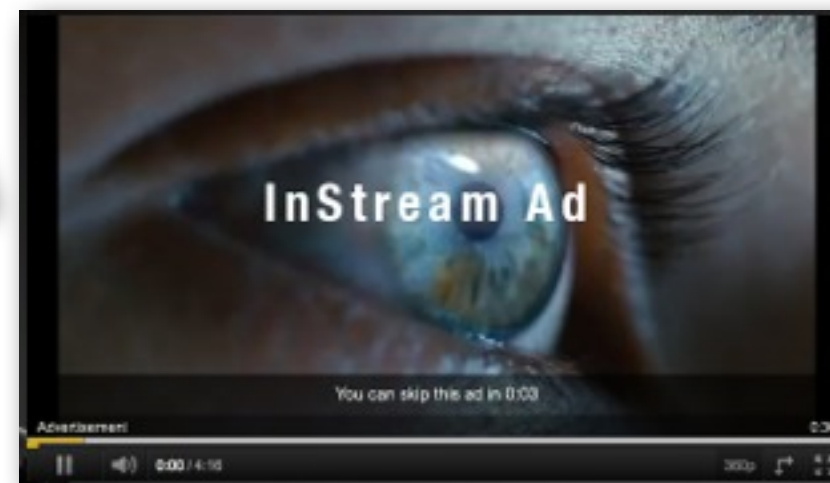 InStream Ad
You can skip this ad in 0:03
Advertisement
0:00 / 4:16
360p